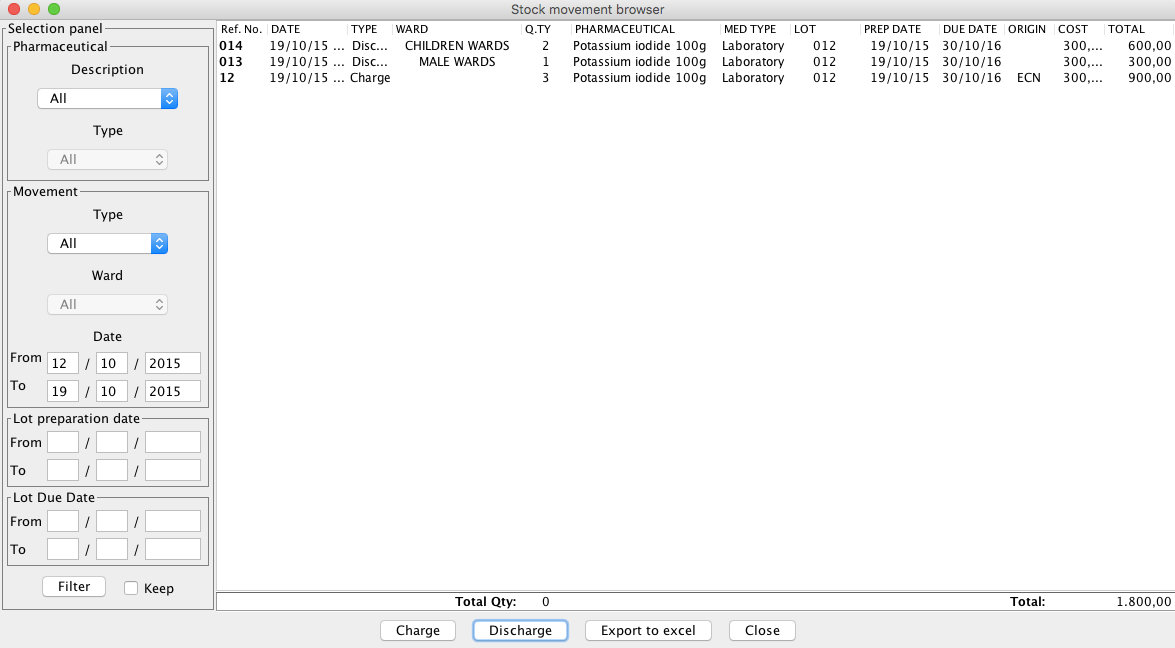 Stock movement browser
Selection panel
Pharmaceutical
Description
All
Type
All
Movement
Type
All
Ward
All
Date
From 12 / 10 / 2015
To 19 / 10 / 2015
Lot preparation date
From / /
To / /
Lot Due Date
From / /
To / /
Filter Keep
Ref. No. DATE TYPE WARD Q.TY PHARMACEUTICAL MED TYPE LOT PREP DATE DUE DATE ORIGIN COST TOTAL
014 19/10/15 ... Disc... CHILDREN WARDS 2 Potassium iodide 100g Laboratory 012 19/10/15 30/10/16 300,... 600,00
013 19/10/15 ... Disc... MALE WARDS 1 Potassium iodide 100g Laboratory 012 19/10/15 30/10/16 300,... 300,00
12 19/10/15 ... Charge 3 Potassium iodide 100g Laboratory 012 19/10/15 30/10/16 ECN 300,... 900,00
Total Qty: 0 Total: 1.800,00
Charge Discharge Export to excel Close